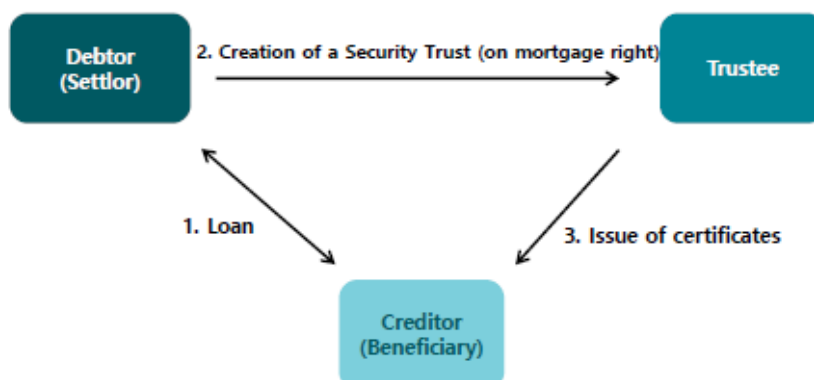 Debtor
(Settlor)
2. Creation of a Security Trust (on mortgage right)
Trustee
1. Loan
3. Issue of certificates
Creditor
(Beneficiary)